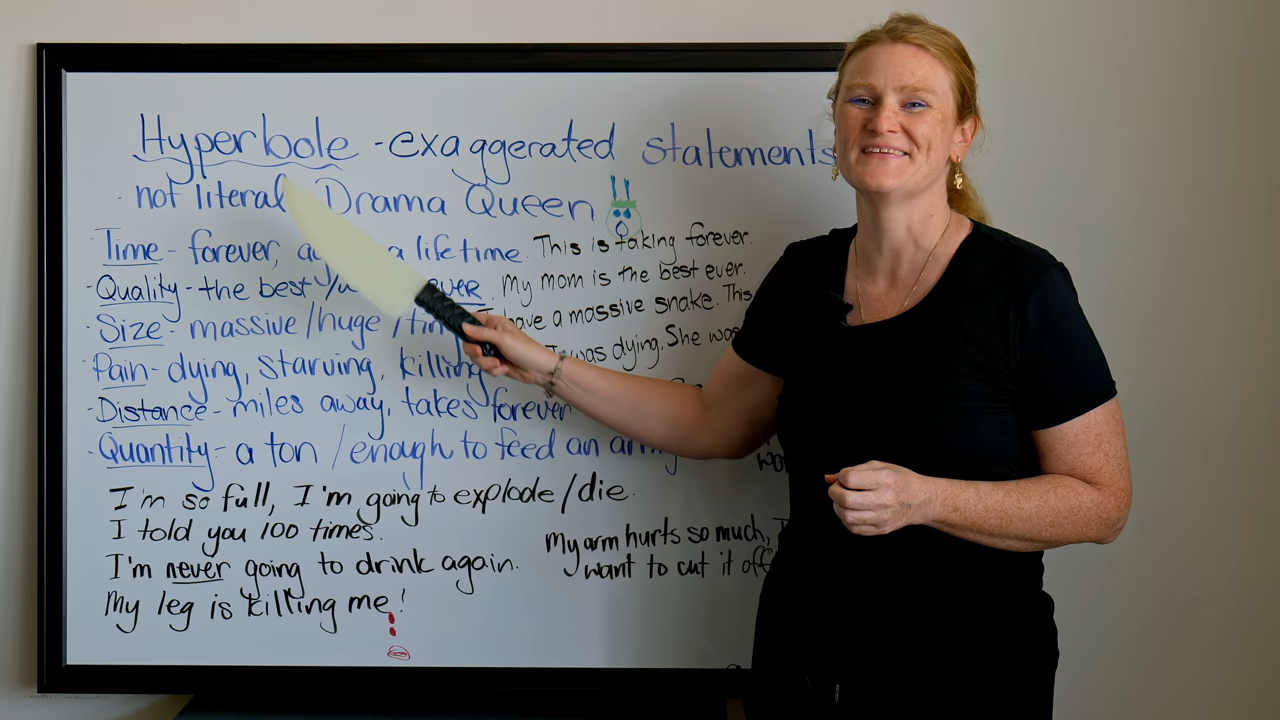 Hyperbole - exaggerated statements
· not literal Drama Queen
· Time - forever, a lifetime. This is taking forever.
· Quality - the best ever. My mom is the best ever.
· Size - massive/huge/ have a massive snake. This
· Pain - dying, starving, killing I was dying. She was
· Distance - miles away, takes forever
· Quantity - a ton / enough to feed an
I'm so full, I'm going to explode/die.
I told you 100 times.
I'm never going to drink again.
My leg is killing me!
My arm hurts so much,
want to cut it off